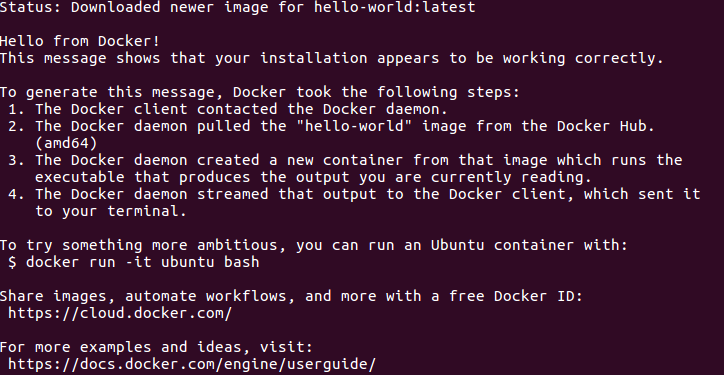 Status: Downloaded newer image for hello-world:latest
Hello from Docker!
This message shows that your installation appears to be working correctly.
To generate this message, Docker took the following steps:
1. The Docker client contacted the Docker daemon.
2. The Docker daemon pulled the "hello-world" image from the Docker Hub.
(amd64)
3. The Docker daemon created a new container from that image which runs the
executable that produces the output you are currently reading.
4. The Docker daemon streamed that output to the Docker client, which sent it
to your terminal.
To try something more ambitious, you can run an Ubuntu container with:
$ docker run -it ubuntu bash
Share images, automate workflows, and more with a free Docker ID:
https://cloud.docker.com/
For more examples and ideas, visit:
https://docs.docker.com/engine/userguide/